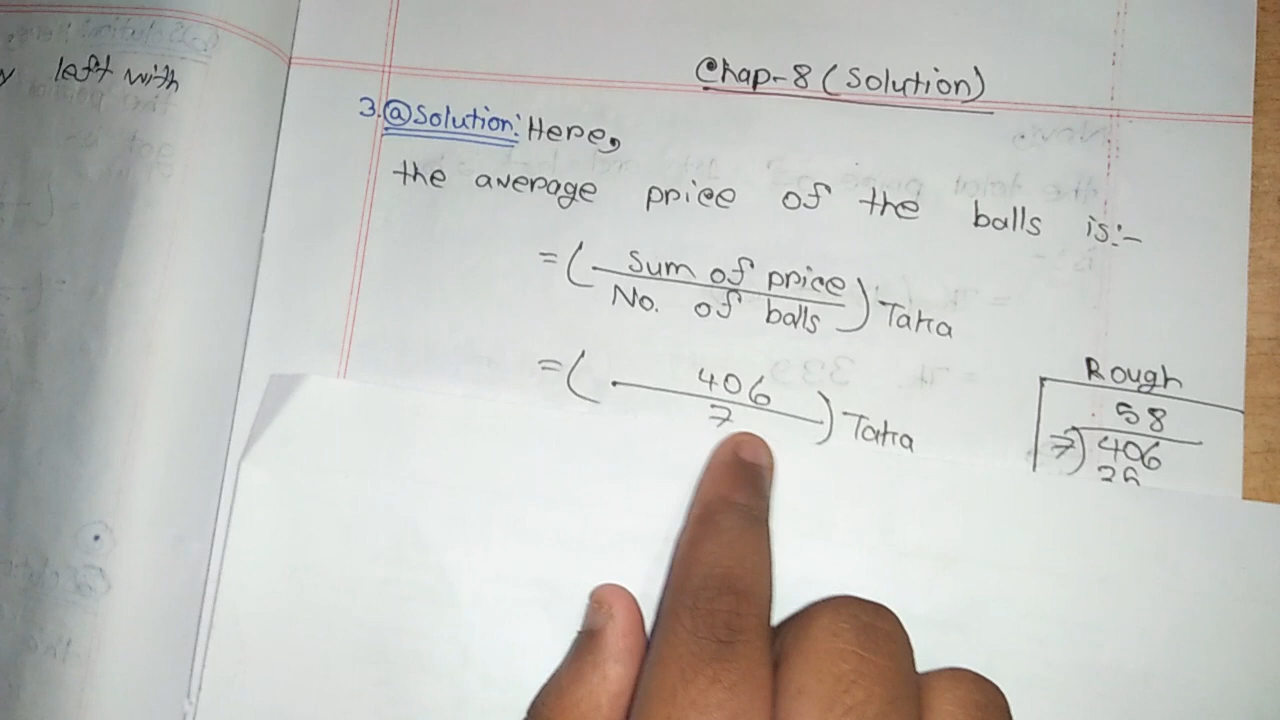 left with
Chap-8 (Solution)
3. ⓐ Solution: Here,
the average price of the balls is:-
= ( Sum of price / No. of balls ) Taka
= ( 406 / 7 ) Taka
Rough
58
7) 406